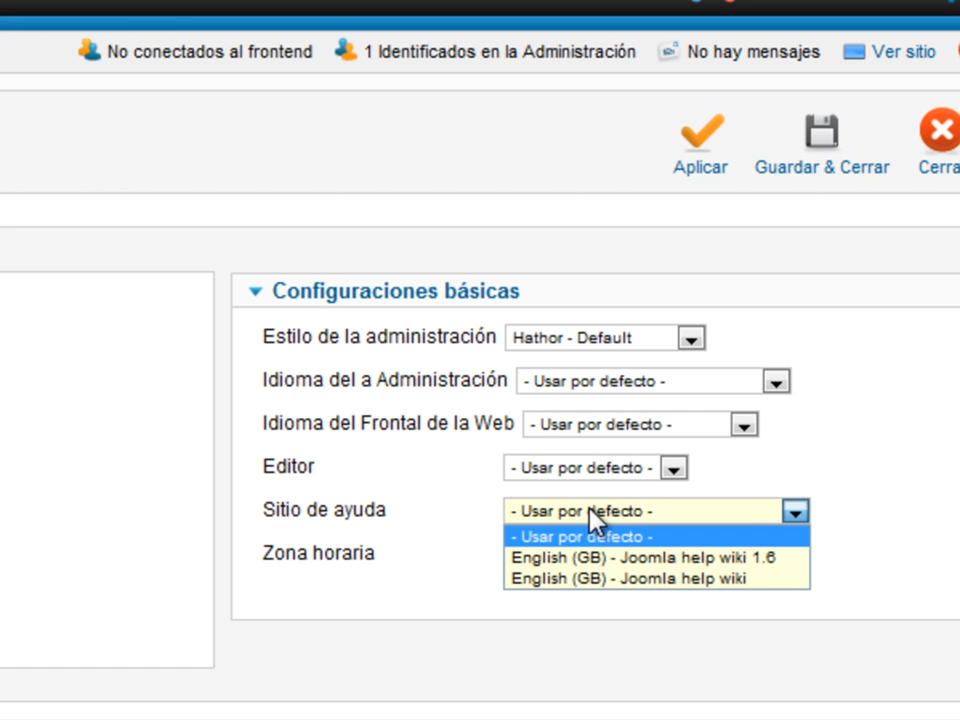 No conectados al frontend 1 Identificados en la Administración No hay mensajes Ver sitio
Aplicar Guardar & Cerrar Cerra
Configuraciones básicas
Estilo de la administración Hathor - Default
Idioma del a Administración - Usar por defecto -
Idioma del Frontal de la Web - Usar por defecto -
Editor - Usar por defecto -
Sitio de ayuda - Usar por defecto -
- Usar por defecto -
English (GB) - Joomla help wiki 1.6
Zona horaria
English (GB) - Joomla help wiki